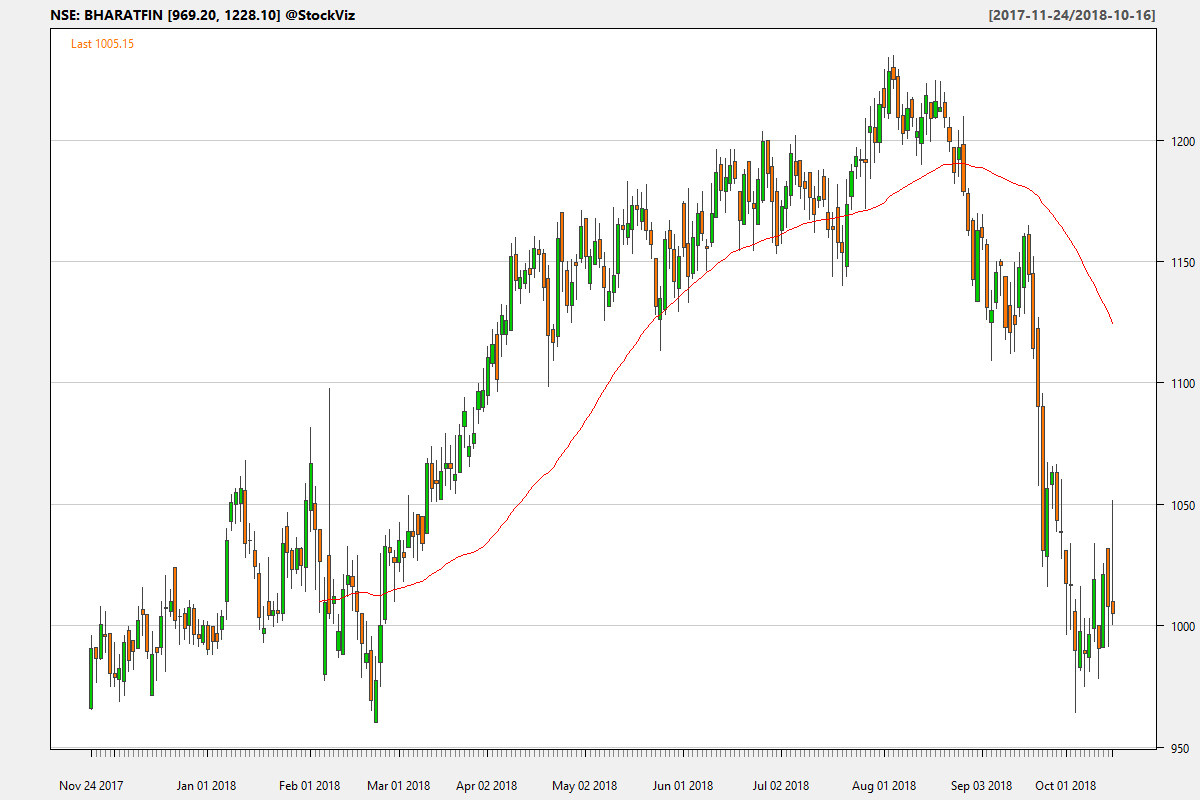 NSE: BHARATFIN [969.20, 1228.10] @StockViz [2017-11-24/2018-10-16]
Last 1005.15
1200
1150
1100
1050
1000
950
Nov 24 2017 Jan 01 2018 Feb 01 2018 Mar 01 2018 Apr 02 2018 May 02 2018 Jun 01 2018 Jul 02 2018 Aug 01 2018 Sep 03 2018 Oct 01 2018